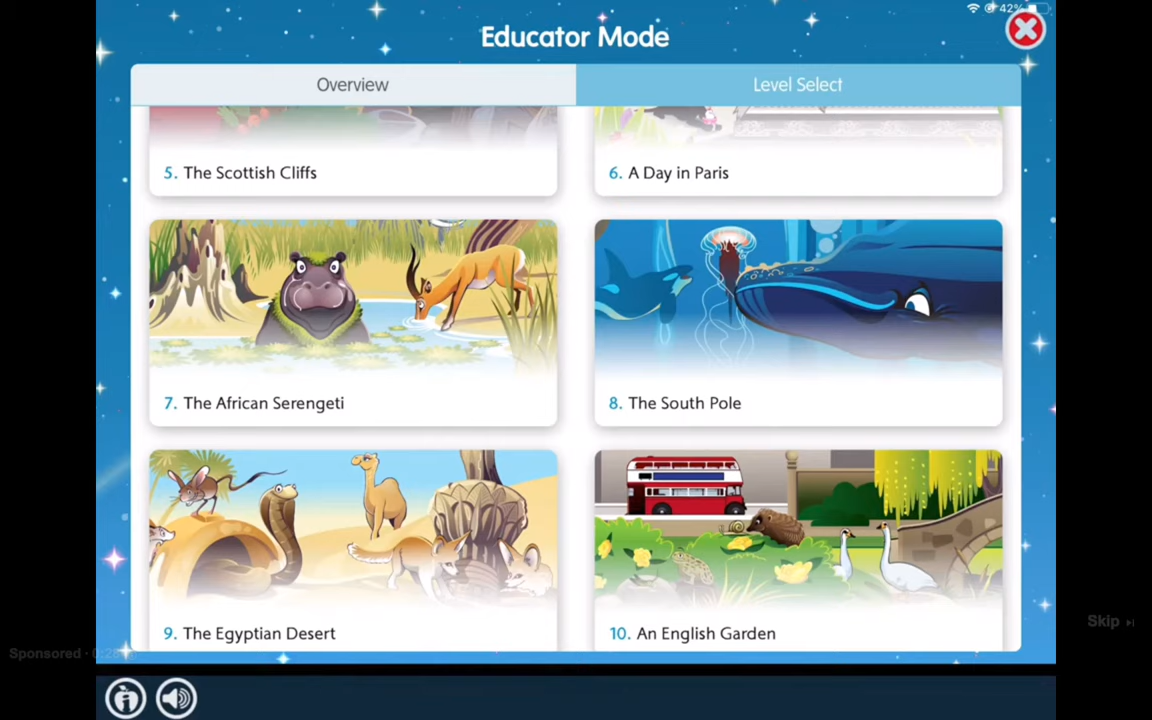 42%
Educator Mode
Overview
Level Select
5. The Scottish Cliffs
6. A Day in Paris
7. The African Serengeti
8. The South Pole
9. The Egyptian Desert
10. An English Garden
Skip
Sponsored